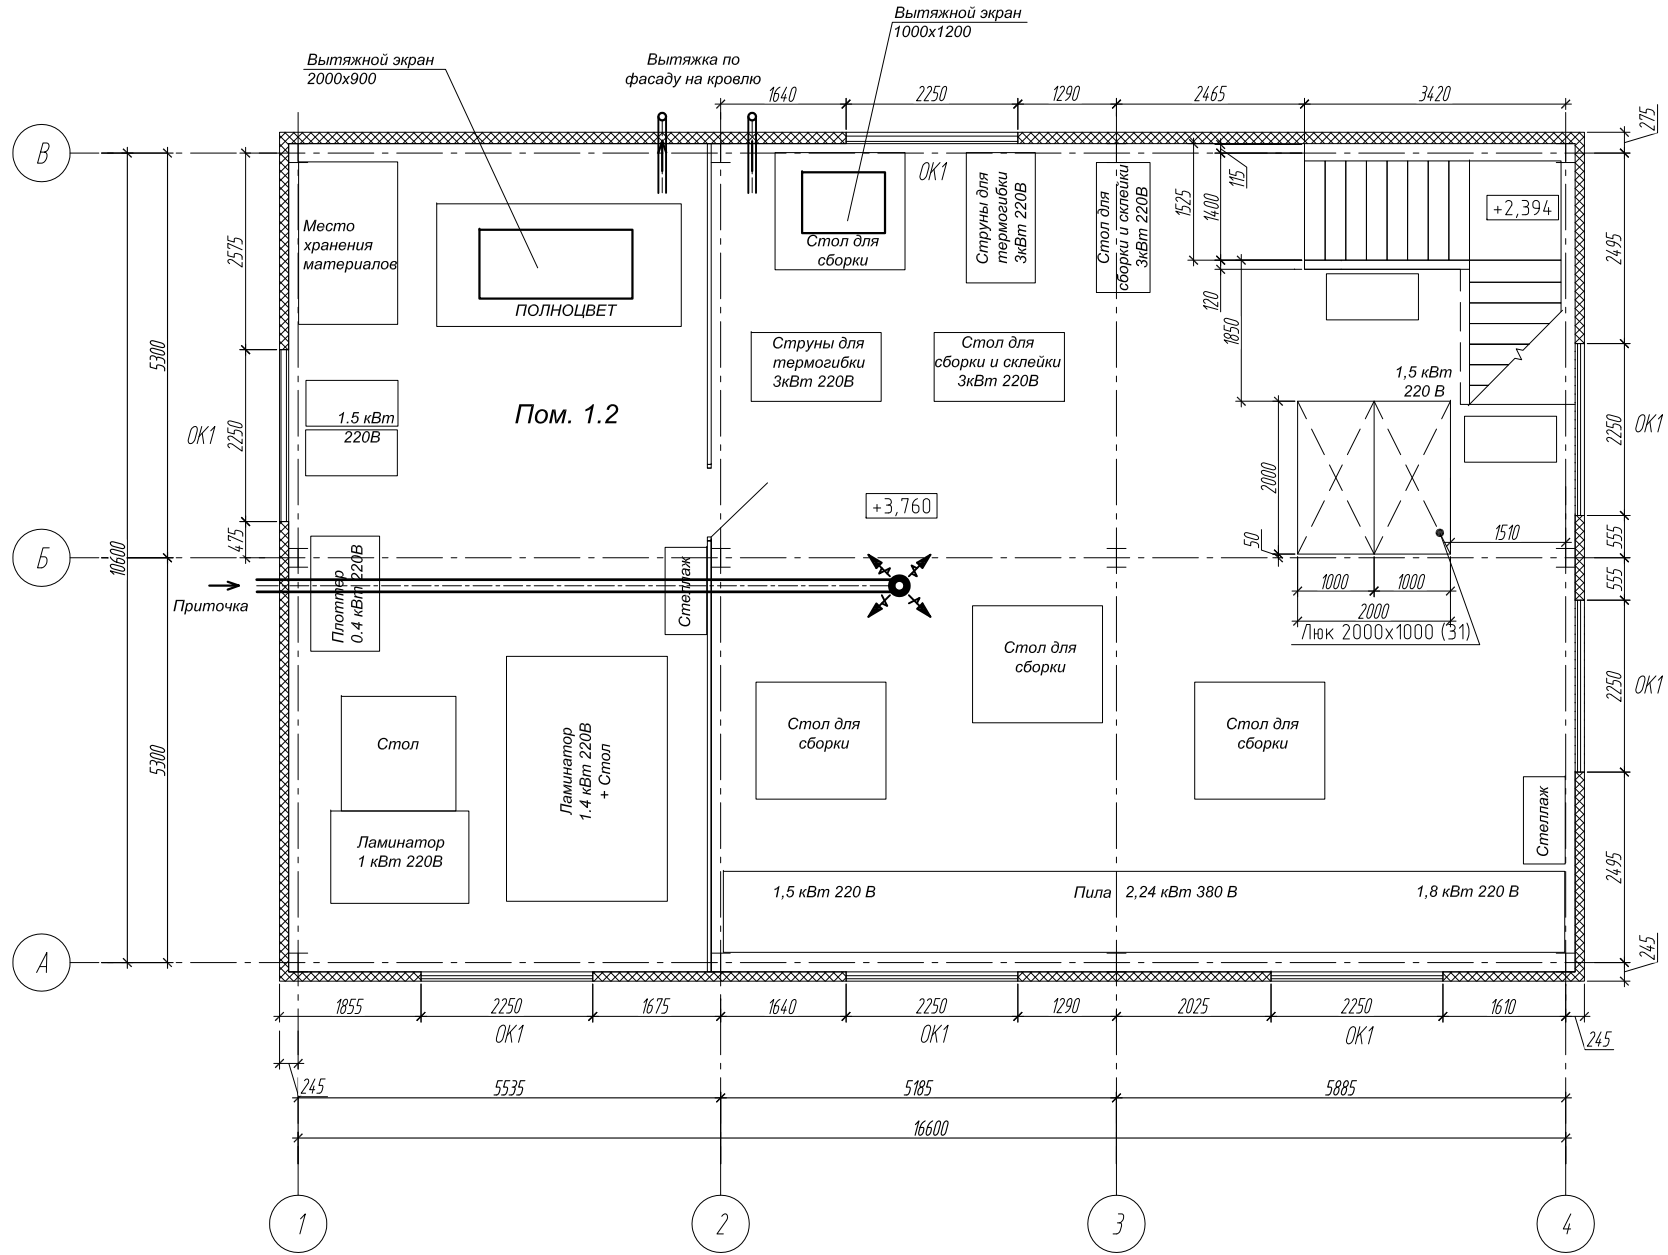 Вытяжной экран
1000х1200
Вытяжной экран
2000х900
Вытяжка по
фасаду на кровлю
1640
2250
1290
2465
3420
275
В
ОК1
115
1525
1400
+2,394
Место
хранения
материалов
ПОЛНОЦВЕТ
Стол для
сборки
Струны для
термогибки
3кВт 220В
Стол для
сборки и склейки
3кВт 220В
2575
2495
120
1850
5300
Струны для
термогибки
3кВт 220В
Стол для
сборки и склейки
3кВт 220В
1,5 кВт
220 В
1.5 кВт
220В
Пом. 1.2
ОК1
2250
2250
ОК1
2000
+3,760
475
50
1510
555
Б
10600
555
Приточка
Плоттер
0.4 кВт 220В
Стеллаж
1000
1000
2000
Люк 2000х1000 (31)
Стол для
сборки
2250
ОК1
5300
Стол
Ламинатор
1.4 кВт 220В
+ Стол
Стол для
сборки
Стол для
сборки
Стеллаж
Ламинатор
1 кВт 220В
2495
1,5 кВт 220 В
Пила
2,24 кВт 380 В
1,8 кВт 220 В
А
245
1855
2250
1675
1640
2250
1290
2025
2250
1610
ОК1
ОК1
ОК1
245
245
5535
5185
5885
16600
1
2
3
4